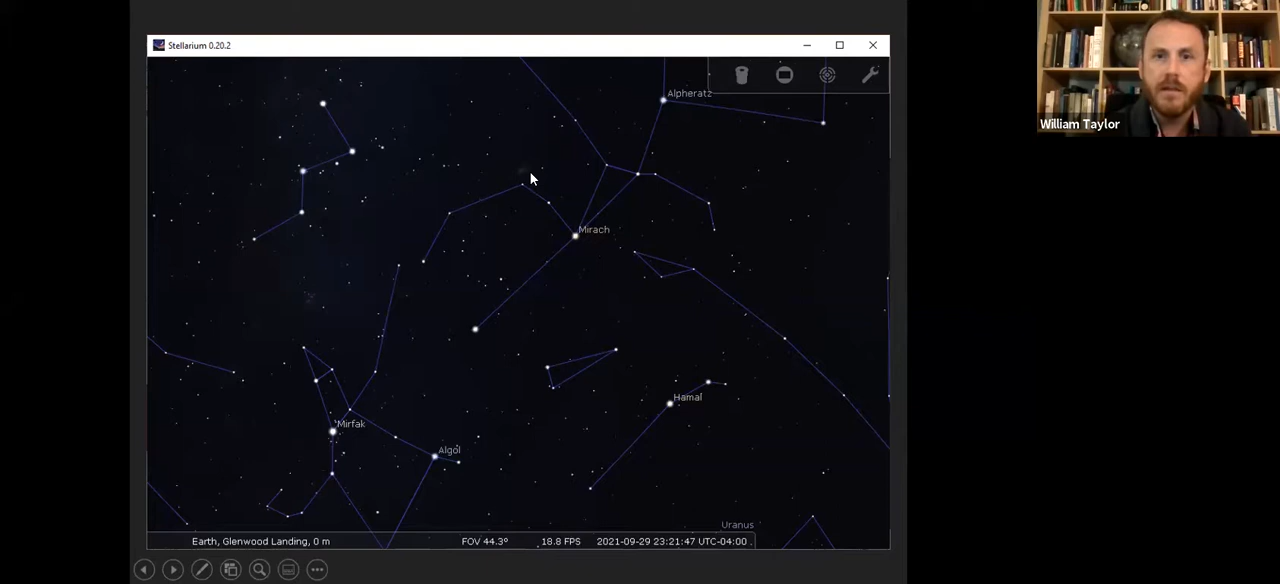 Stellarium 0.20.2
Alpheratz
William Taylor
Mirach
Hamal
Mirfak
Algol
Uranus
Earth, Glenwood Landing, 0 m
FOV 44.3°
18.8 FPS
2021-09-29 23:21:47 UTC-04:00